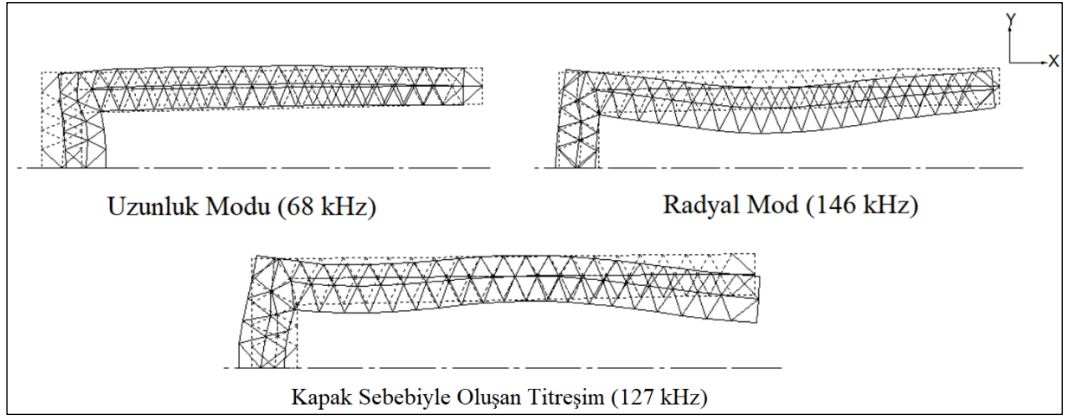 Y
X
Uzunluk Modu (68 kHz)
Radyal Mod (146 kHz)
Kapak Sebebiyle Oluşan Titreşim (127 kHz)